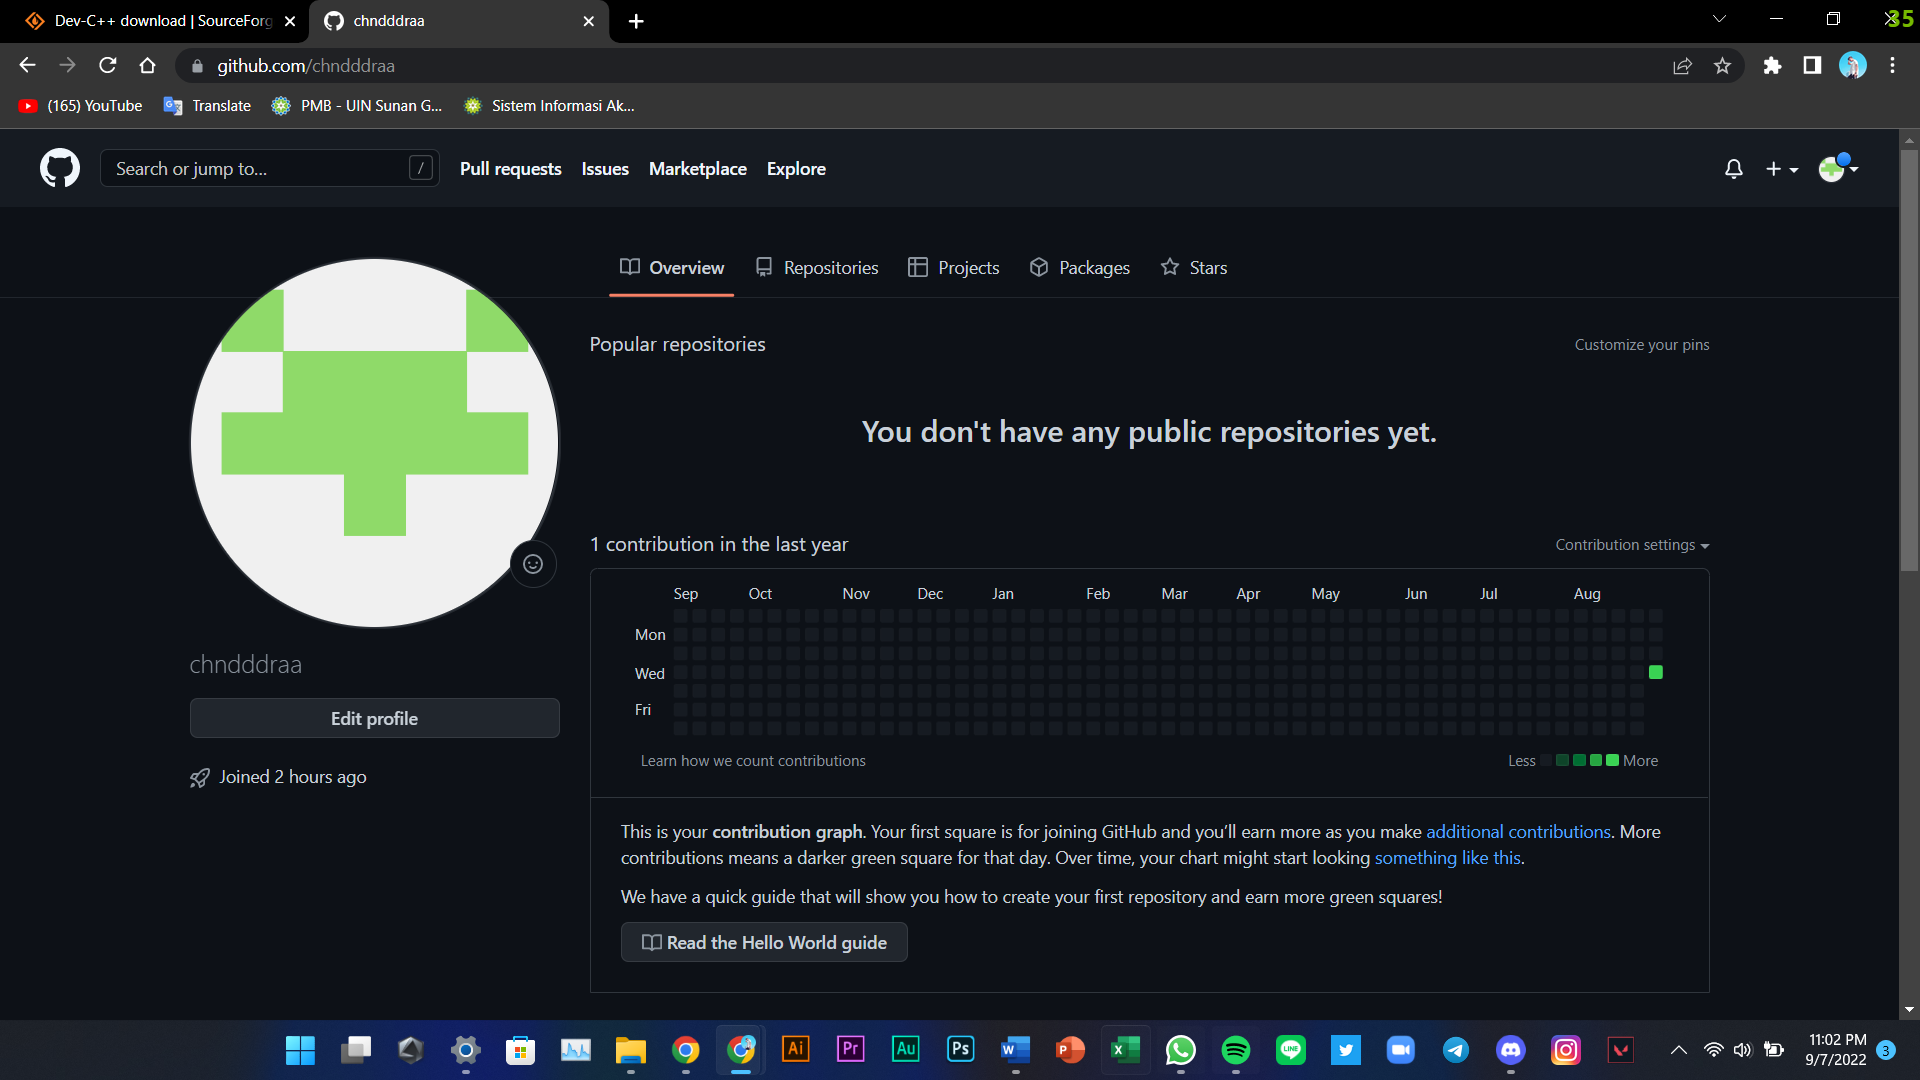 Dev-C++ download | SourceForg
chndddraa
35
github.com/chndddraa
(165) YouTube
Translate
PMB - UIN Sunan G...
Sistem Informasi Ak...
Search or jump to...
/
Pull requests
Issues
Marketplace
Explore
Overview
Repositories
Projects
Packages
Stars
Popular repositories
Customize your pins
You don't have any public repositories yet.
1 contribution in the last year
Contribution settings
Sep Oct Nov Dec Jan Feb Mar Apr May Jun Jul Aug
Mon
Wed
Fri
Learn how we count contributions
Less
More
chndddraa
Edit profile
Joined 2 hours ago
This is your contribution graph. Your first square is for joining GitHub and you’ll earn more as you make additional contributions. More
contributions means a darker green square for that day. Over time, your chart might start looking something like this.
We have a quick guide that will show you how to create your first repository and earn more green squares!
Read the Hello World guide
Ai
Pr
Au
Ps
W
P
X
LINE
11:02 PM
9/7/2022
3